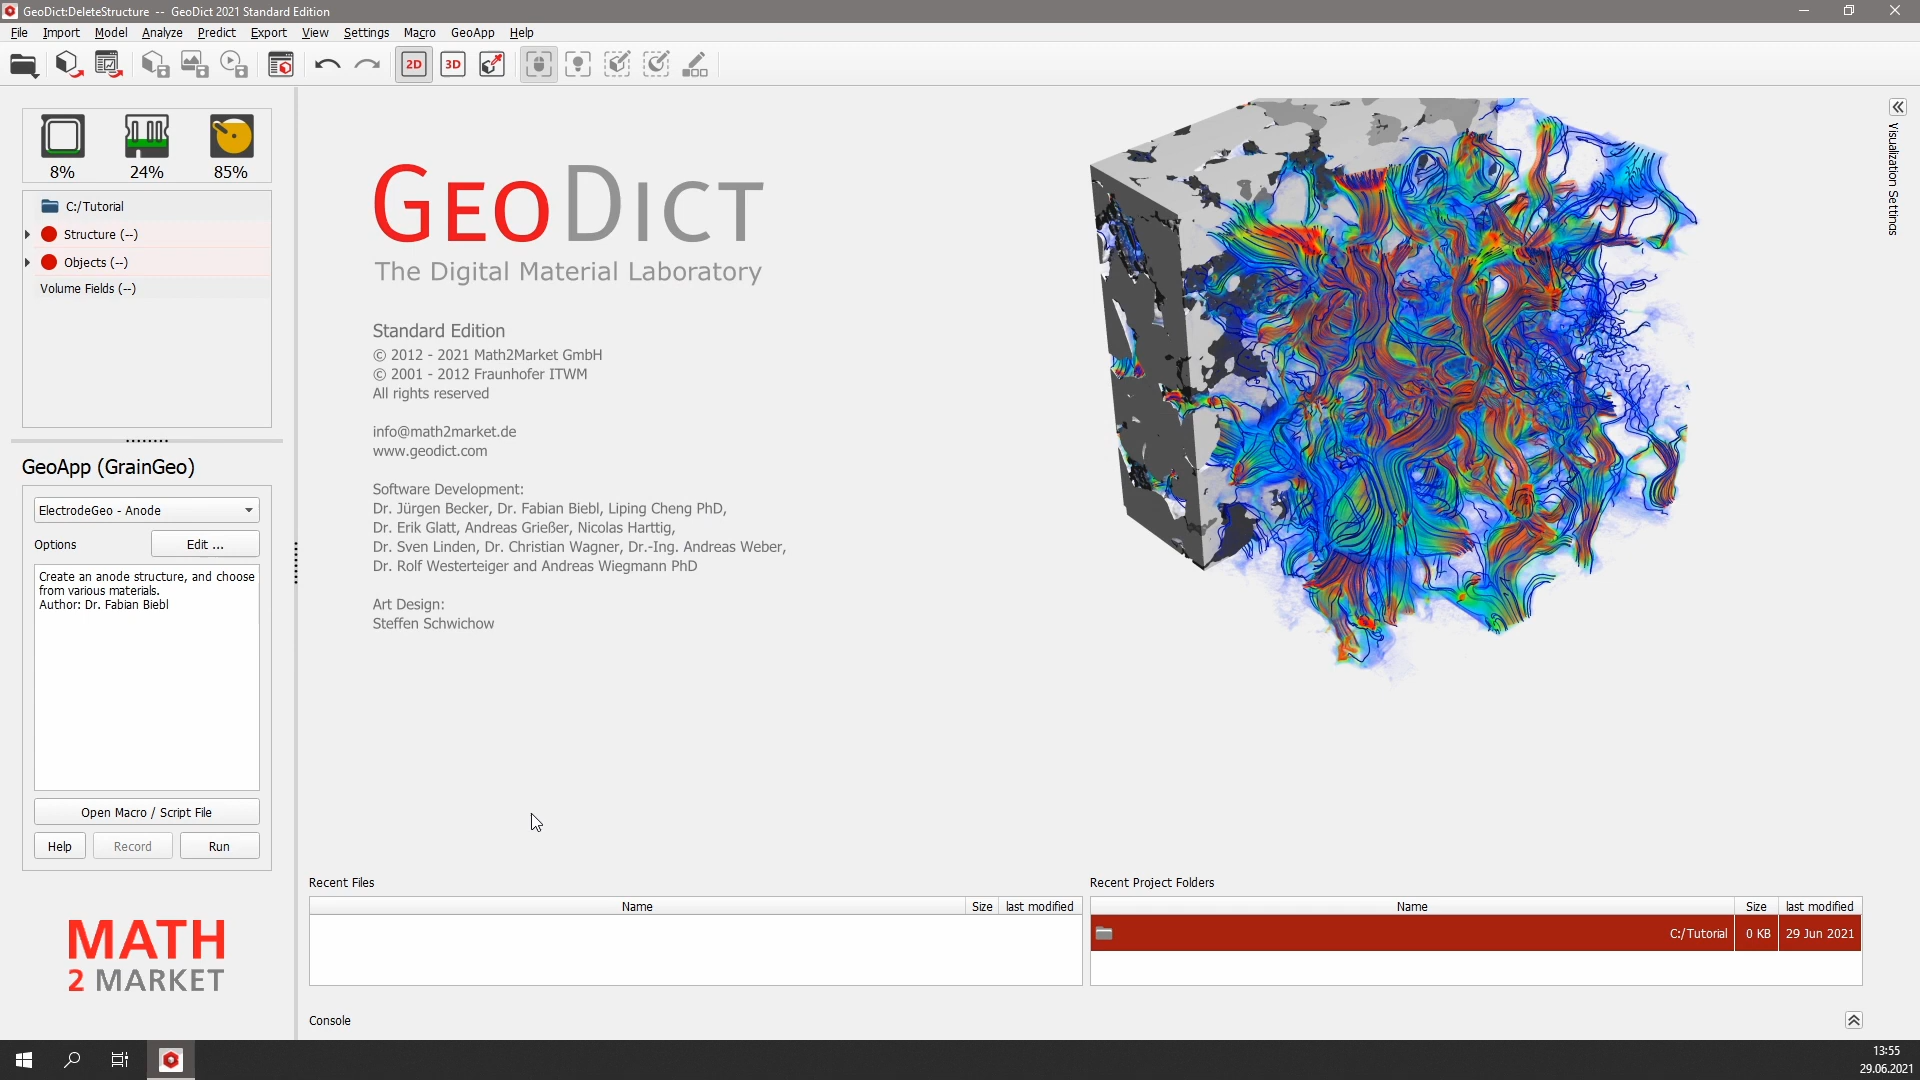 GeoDict:DeleteStructure -- GeoDict 2021 Standard Edition
File Import Model Analyze Predict Export View Settings Macro GeoApp Help
2D 3D
8% 24% 85%
C:/Tutorial
Structure (--)
Objects (--)
Volume Fields (--)
GeoApp (GrainGeo)
ElectrodeGeo - Anode
Options Edit ...
Create an anode structure, and choose
from various materials.
Author: Dr. Fabian Biebl
Open Macro / Script File
Help Record Run
MATH
2 MARKET
GEODICT
The Digital Material Laboratory
Standard Edition
© 2012 - 2021 Math2Market GmbH
© 2001 - 2012 Fraunhofer ITWM
All rights reserved
info@math2market.de
www.geodict.com
Software Development:
Dr. Jürgen Becker, Dr. Fabian Biebl, Liping Cheng PhD,
Dr. Erik Glatt, Andreas Grießer, Nicolas Harttig,
Dr. Sven Linden, Dr. Christian Wagner, Dr.-Ing. Andreas Weber,
Dr. Rolf Westerteiger and Andreas Wiegmann PhD
Art Design:
Steffen Schwichow
Visualization Settings
Recent Files
Name Size last modified
Recent Project Folders
Name Size last modified
C:/Tutorial 0 KB 29 Jun 2021
Console
13:55
29.06.2021